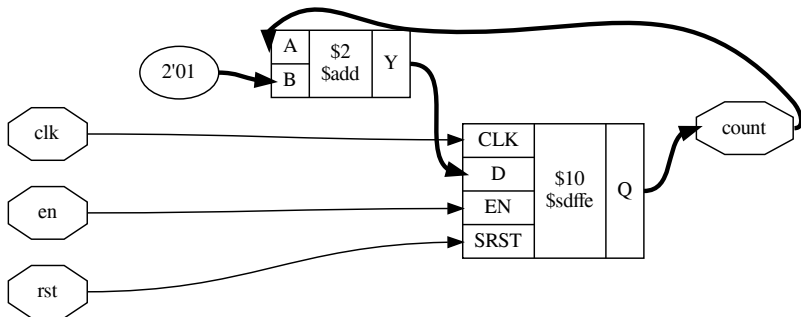 A
B
$2
$add
Y
2'01
clk
en
rst
CLK
D
EN
SRST
$10
$sdffe
Q
count